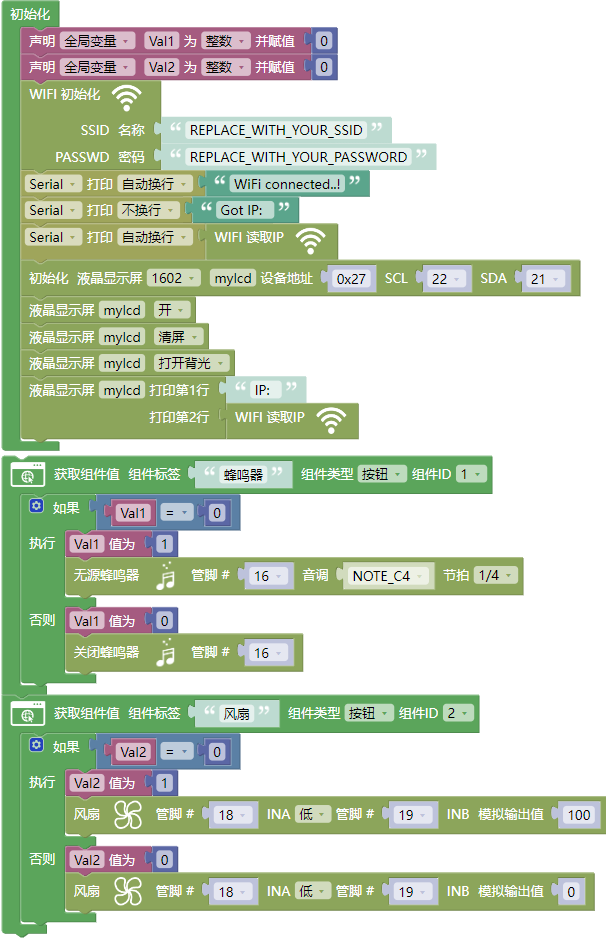 初始化
声明 全局变量 Val1 为 整数 并赋值 0
声明 全局变量 Val2 为 整数 并赋值 0
WIFI 初始化
SSID 名称 “ REPLACE_WITH_YOUR_SSID ”
PASSWD 密码 “ REPLACE_WITH_YOUR_PASSWORD ”
Serial 打印 自动换行 “ WiFi connected..! ”
Serial 打印 不换行 “ Got IP: ”
Serial 打印 自动换行 WIFI 读取IP
初始化 液晶显示屏 1602 mylcd 设备地址 0x27 SCL 22 SDA 21
液晶显示屏 mylcd 开
液晶显示屏 mylcd 清屏
液晶显示屏 mylcd 打开背光
液晶显示屏 mylcd 打印第1行 “ IP: ”
打印第2行 WIFI 读取IP
获取组件值 组件标签 “ 蜂鸣器 ” 组件类型 按钮 组件ID 1
如果 Val1 = 0
执行 Val1 值为 1
无源蜂鸣器 管脚 # 16 音调 NOTE_C4 节拍 1/4
否则 Val1 值为 0
关闭蜂鸣器 管脚 # 16
获取组件值 组件标签 “ 风扇 ” 组件类型 按钮 组件ID 2
如果 Val2 = 0
执行 Val2 值为 1
风扇 管脚 # 18 INA 低 管脚 # 19 INB 模拟输出值 100
否则 Val2 值为 0
风扇 管脚 # 18 INA 低 管脚 # 19 INB 模拟输出值 0